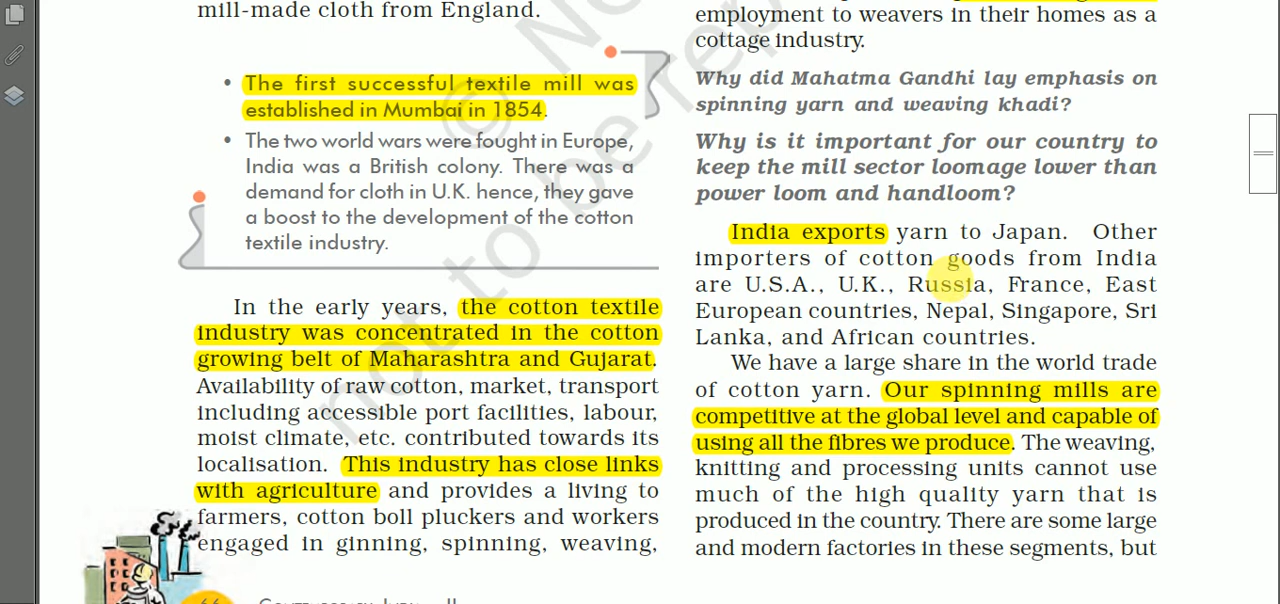 mill-made cloth from England.
• The first successful textile mill was
established in Mumbai in 1854.
• The two world wars were fought in Europe,
India was a British colony. There was a
demand for cloth in U.K. hence, they gave
a boost to the development of the cotton
textile industry.
In the early years, the cotton textile
industry was concentrated in the cotton
growing belt of Maharashtra and Gujarat.
Availability of raw cotton, market, transport
including accessible port facilities, labour,
moist climate, etc. contributed towards its
localisation. This industry has close links
with agriculture and provides a living to
farmers, cotton boll pluckers and workers
engaged in ginning, spinning, weaving,
employment to weavers in their homes as a
cottage industry.
Why did Mahatma Gandhi lay emphasis on
spinning yarn and weaving khadi?
Why is it important for our country to
keep the mill sector loomage lower than
power loom and handloom?
India exports yarn to Japan. Other
importers of cotton goods from India
are U.S.A., U.K., Russia, France, East
European countries, Nepal, Singapore, Sri
Lanka, and African countries.
We have a large share in the world trade
of cotton yarn. Our spinning mills are
competitive at the global level and capable of
using all the fibres we produce. The weaving,
knitting and processing units cannot use
much of the high quality yarn that is
produced in the country. There are some large
and modern factories in these segments, but
©
not to be rep